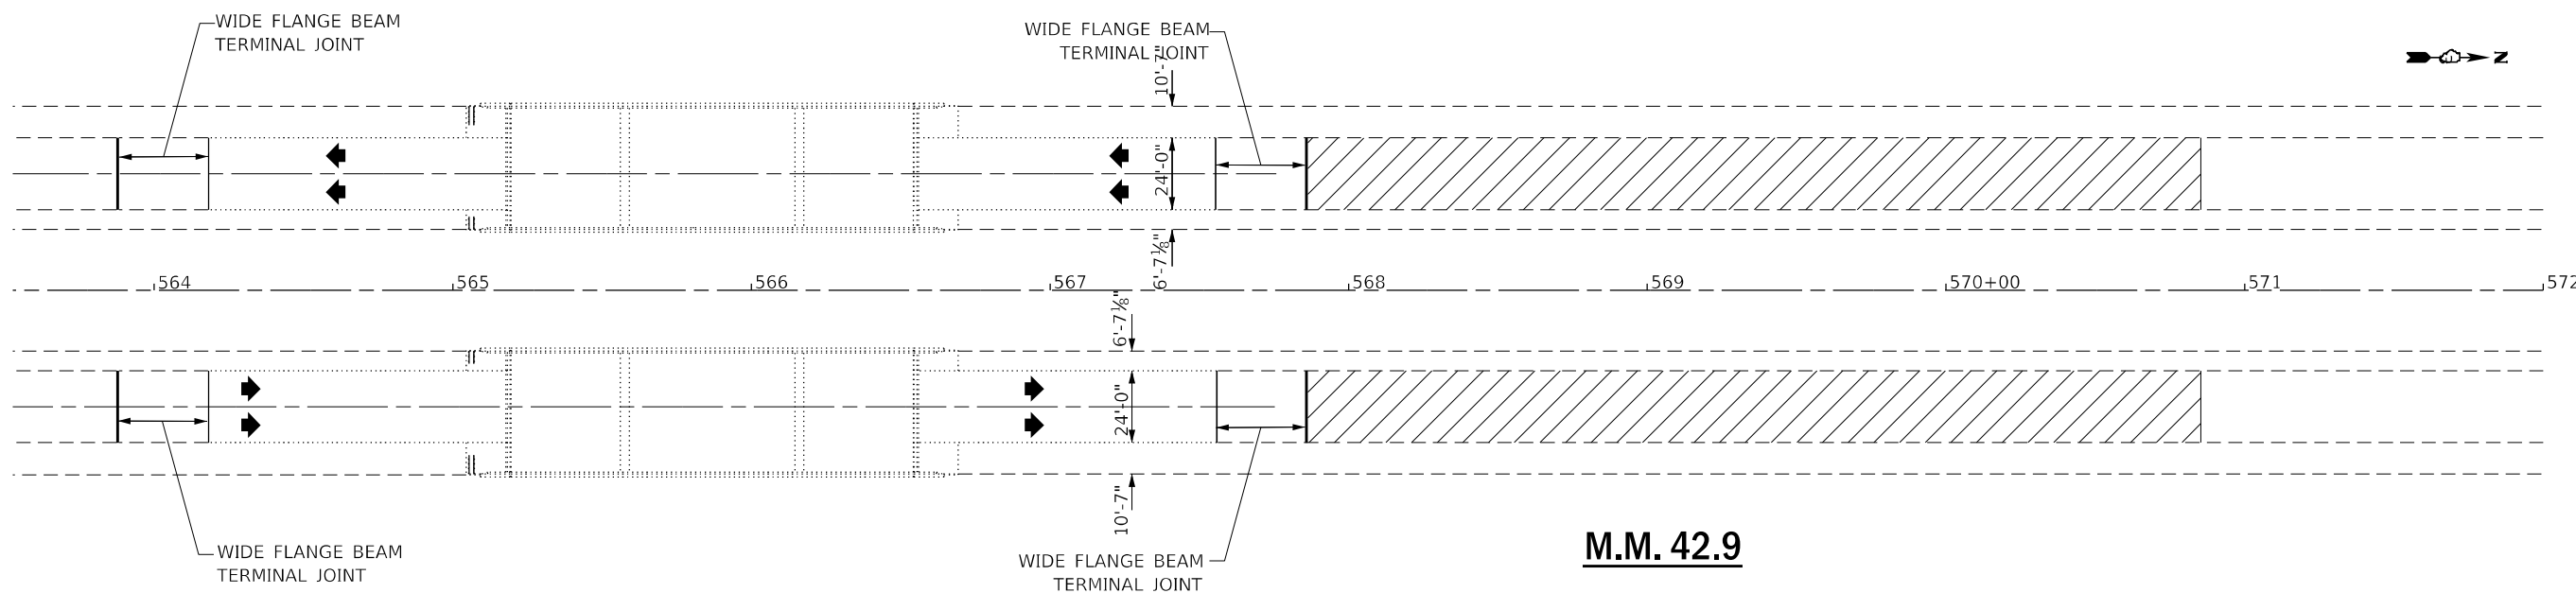 WIDE FLANGE BEAM
TERMINAL JOINT
WIDE FLANGE BEAM
TERMINAL JOINT
10'-7"
N
24'-0"
6'-7⅛"
564
565
566
567
568
569
570+00
571
572
6'-7⅛"
24'-0"
10'-7"
WIDE FLANGE BEAM
TERMINAL JOINT
WIDE FLANGE BEAM
TERMINAL JOINT
M.M. 42.9